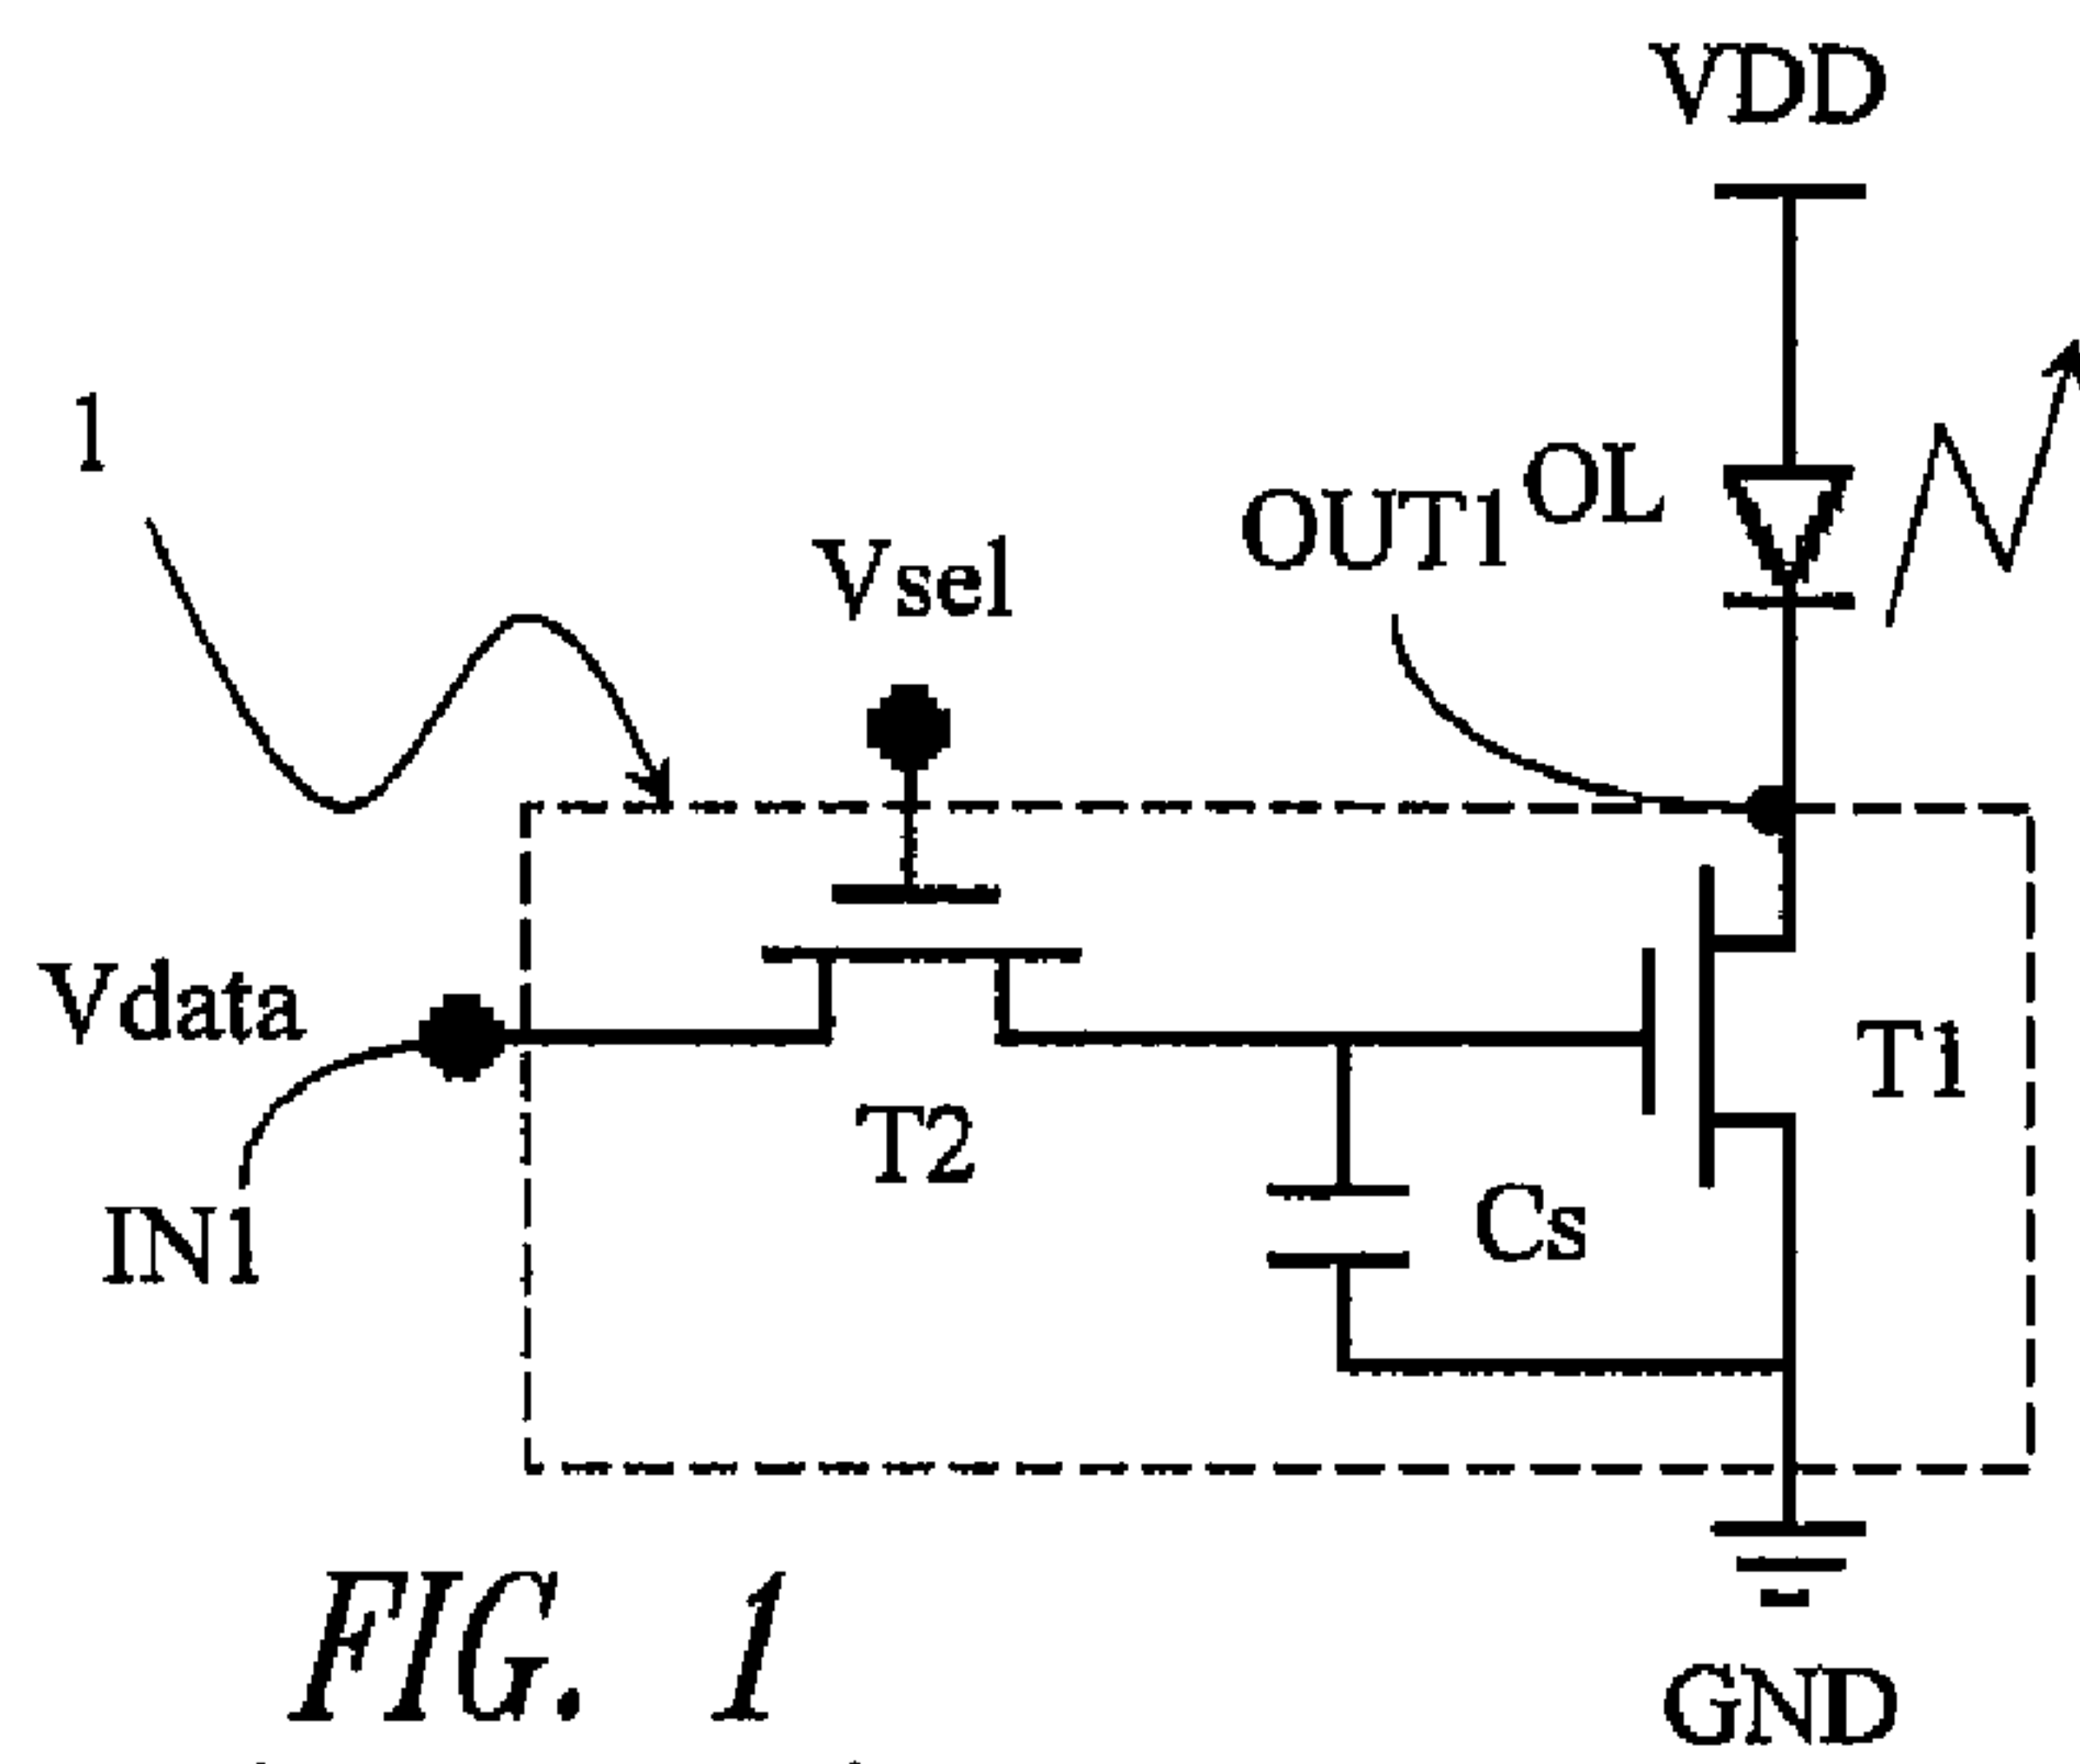 VDD
1
OL
OUT1
Vsel
Vdata
T1
T2
Cs
IN1
FIG. 1
GND